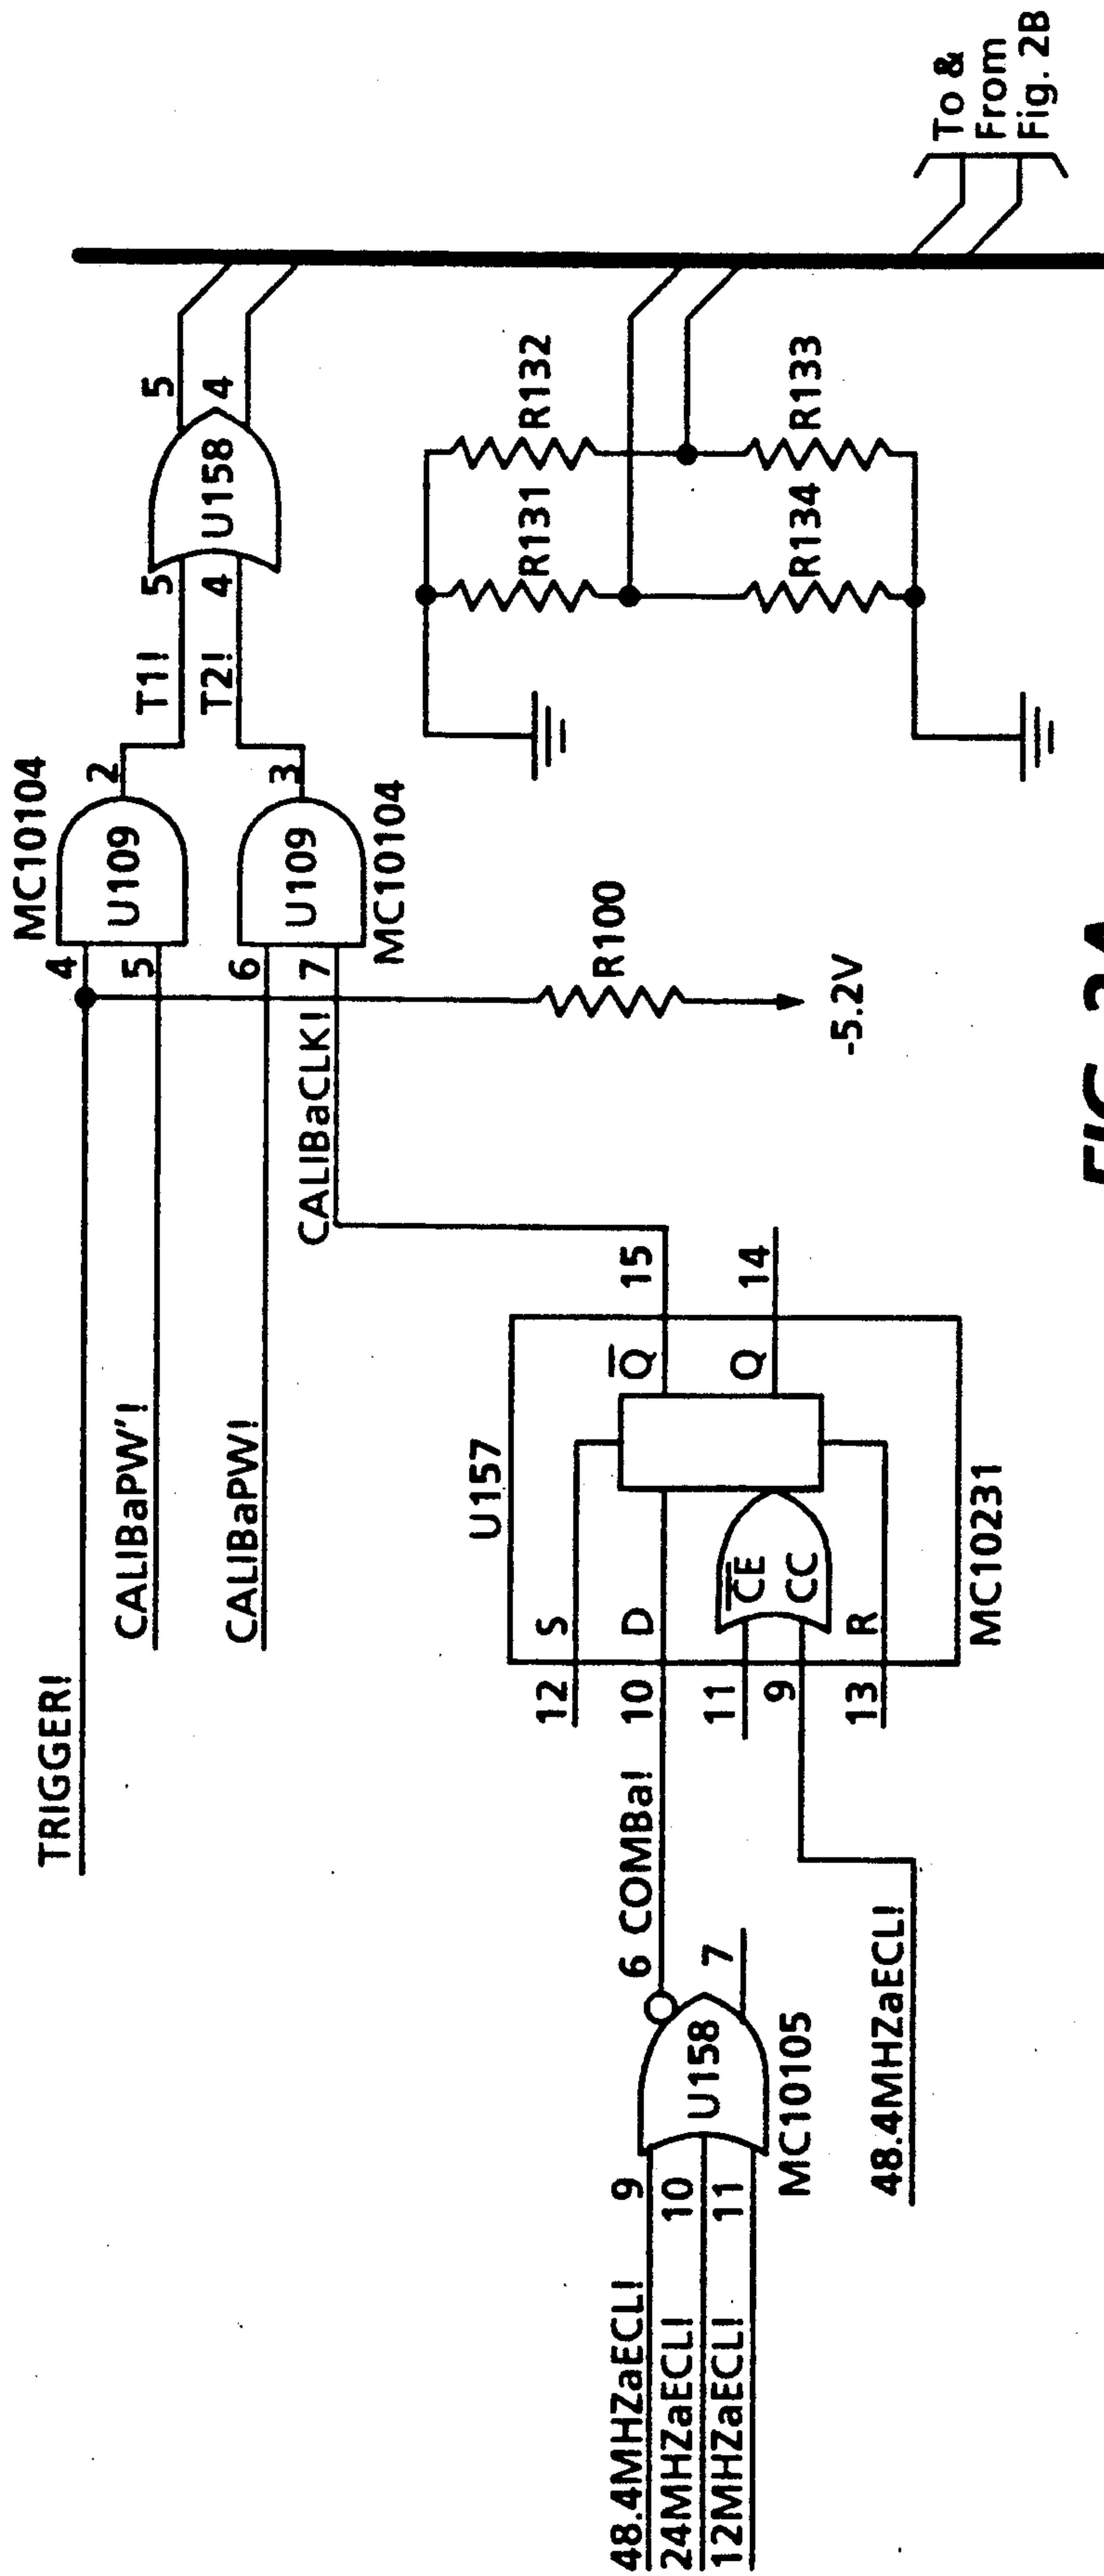 MC10104
4
U109
2
5
T1!
5
5
TRIGGER!
CALIBaPW'!
CALIBaPW!
6
U109
3
T2!
4
U158
4
7
CALIBaCLK!
MC10104
R100
-5.2V
R131
R132
R134
R133
To &
From
Fig. 2B
U157
12
S
Q
15
10
D
Q
14
11
CE
9
CC
13
R
MC10231
48.4MHZaECL!
9
24MHZaECL!
10
12MHZaECL!
11
U158
6
COMBa!
7
MC10105
48.4MHZaECL!